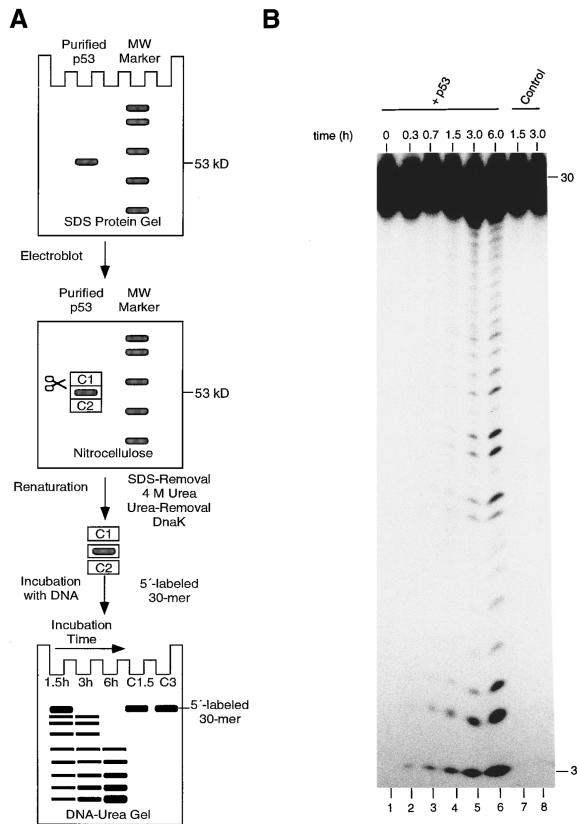 A
Purified p53
MW Marker
53 kD
SDS Protein Gel
Electroblot
Purified p53
MW Marker
C1
C2
53 kD
Nitrocellulose
Renaturation
SDS-Removal
4 M Urea
Urea-Removal
DnaK
C1
C2
Incubation with DNA
5´-labeled 30-mer
Incubation Time
1.5h 3h 6h C1.5 C3
5´-labeled 30-mer
DNA-Urea Gel
B
+ p53
Control
time (h) 0 0.3 0.7 1.5 3.0 6.0 1.5 3.0
30
3
1 2 3 4 5 6 7 8